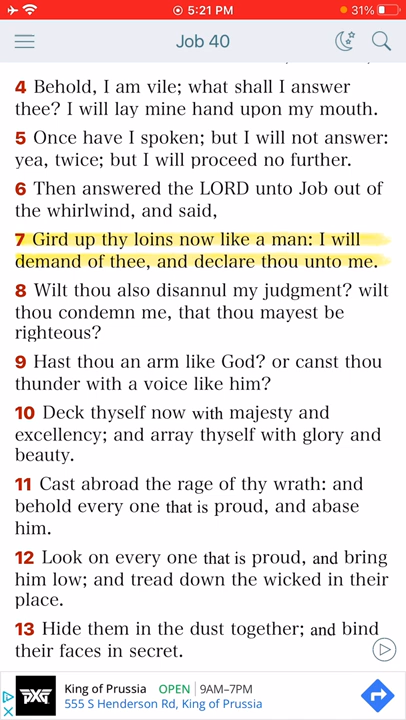 5:21 PM
31%
Job 40
4 Behold, I am vile; what shall I answer
thee? I will lay mine hand upon my mouth.
5 Once have I spoken; but I will not answer:
yea, twice; but I will proceed no further.
6 Then answered the LORD unto Job out of
the whirlwind, and said,
7 Gird up thy loins now like a man: I will
demand of thee, and declare thou unto me.
8 Wilt thou also disannul my judgment? wilt
thou condemn me, that thou mayest be
righteous?
9 Hast thou an arm like God? or canst thou
thunder with a voice like him?
10 Deck thyself now with majesty and
excellency; and array thyself with glory and
beauty.
11 Cast abroad the rage of thy wrath: and
behold every one that is proud, and abase
him.
12 Look on every one that is proud, and bring
him low; and tread down the wicked in their
place.
13 Hide them in the dust together; and bind
their faces in secret.
PXG
King of Prussia OPEN 9AM–7PM
555 S Henderson Rd, King of Prussia